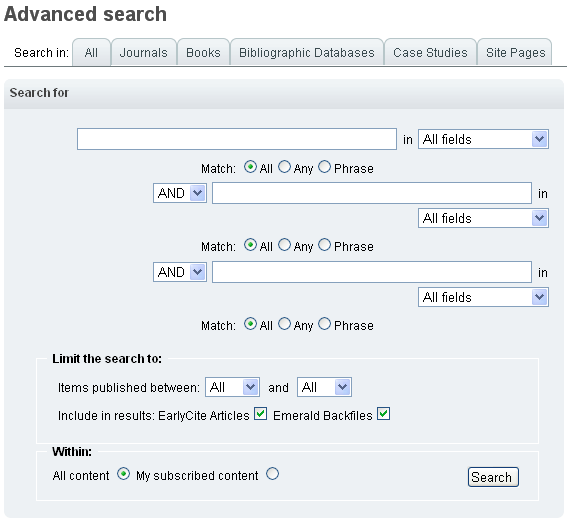 Advanced search
Search in: All Journals Books Bibliographic Databases Case Studies Site Pages
Search for
in All fields
Match: All Any Phrase
AND in
All fields
Match: All Any Phrase
AND in
All fields
Match: All Any Phrase
Limit the search to:
Items published between: All and All
Include in results: EarlyCite Articles Emerald Backfiles
Within:
All content My subscribed content Search